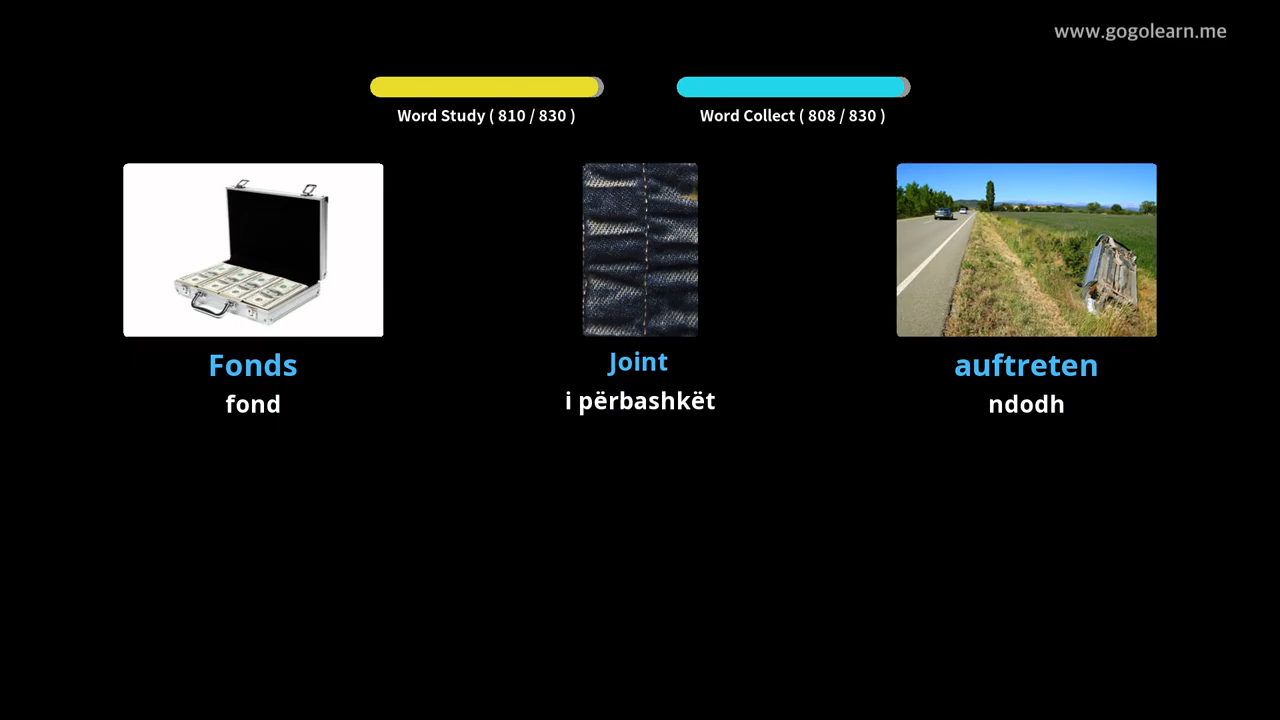 www.gogolearn.me
Word Study ( 810 / 830 )
Word Collect ( 808 / 830 )
Fonds
fond
Joint
i përbashkët
auftreten
ndodh